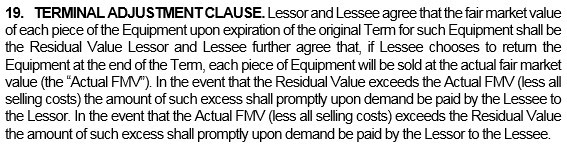 19. TERMINAL ADJUSTMENT CLAUSE. Lessor and Lessee agree that the fair market value
of each piece of the Equipment upon expiration of the original Term for such Equipment shall be
the Residual Value Lessor and Lessee further agree that, if Lessee chooses to return the
Equipment at the end of the Term, each piece of Equipment will be sold at the actual fair market
value (the “Actual FMV”). In the event that the Residual Value exceeds the Actual FMV (less all
selling costs) the amount of such excess shall promptly upon demand be paid by the Lessee to
the Lessor. In the event that the Actual FMV (less all selling costs) exceeds the Residual Value
the amount of such excess shall promptly upon demand be paid by the Lessor to the Lessee.